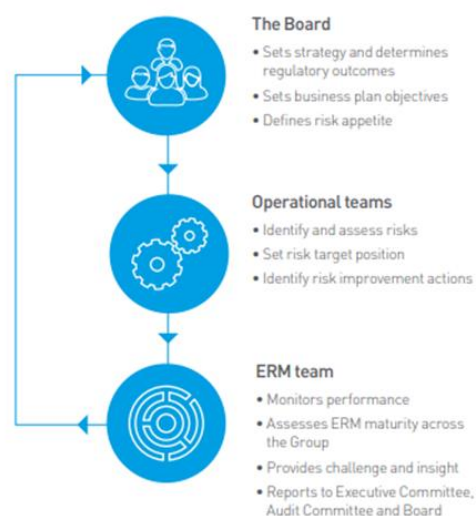 The Board
• Sets strategy and determines
regulatory outcomes
• Sets business plan objectives
• Defines risk appetite
Operational teams
• Identify and assess risks
• Set risk target position
• Identify risk improvement actions
ERM team
• Monitors performance
• Assesses ERM maturity across
the Group
• Provides challenge and insight
• Reports to Executive Committee,
Audit Committee and Board